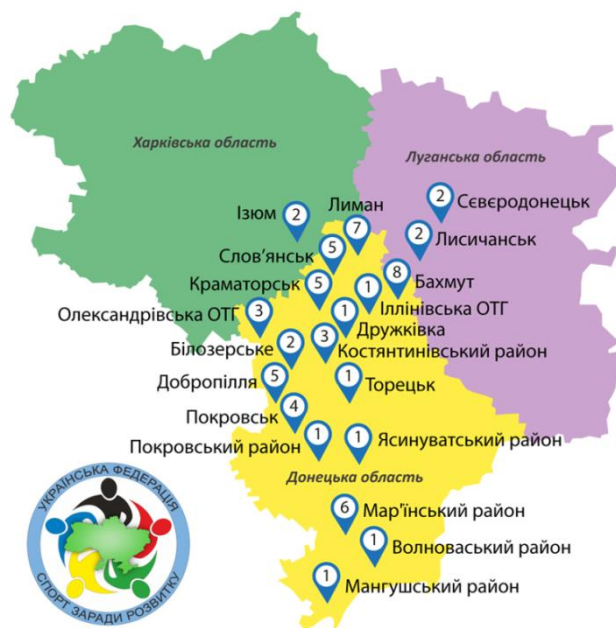 Харківська область
Луганська область
2
Сєвєродонецьк
Ізюм
2
Лиман
7
2
Лисичанськ
Слов'янськ
5
8
Бахмут
Краматорськ
5
1
Іллінівська ОТГ
Олександрівська ОТГ
3
1
Дружківка
Білозерське
2
3
Костянтинівський район
Добропілля
5
1
Торецьк
Покровськ
4
Покровський район
1
1
Ясинуватський район
Донецька область
6
Мар'їнський район
1
Волноваський район
1
Мангушський район
УКРАЇНСЬКА ФЕДЕРАЦІЯ
СПОРТ ЗАРАДИ РОЗВИТКУ